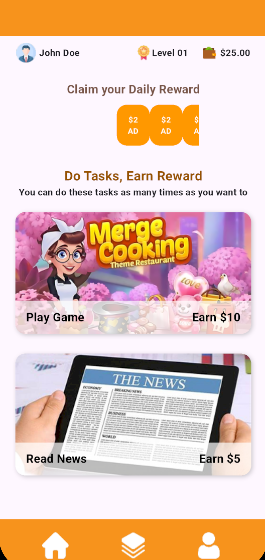 John Doe
Level 01
$25.00
Claim your Daily Reward
$2
AD
$2
AD
$
A
Do Tasks, Earn Reward
You can do these tasks as many times as you want to
Merge
Cooking
Theme Restaurant
love
Play Game
Earn $10
THE NEWS
ECONOMIC
BREAKING NEWS
BUSINESS
WORLD
Read News
Earn $5